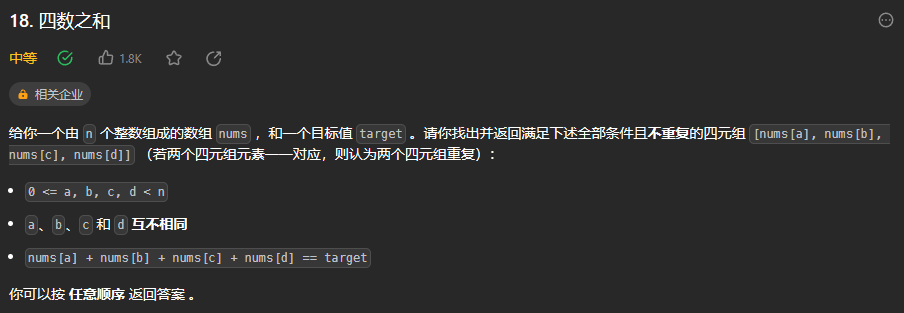 18. 四数之和
中等 1.8K
相关企业
给你一个由 n 个整数组成的数组 nums ，和一个目标值 target 。请你找出并返回满足下述全部条件且不重复的四元组 [nums[a], nums[b],
nums[c], nums[d]] （若两个四元组元素一一对应，则认为两个四元组重复）：
• 0 <= a, b, c, d < n
• a、b、c 和 d 互不相同
• nums[a] + nums[b] + nums[c] + nums[d] == target
你可以按 任意顺序 返回答案 。